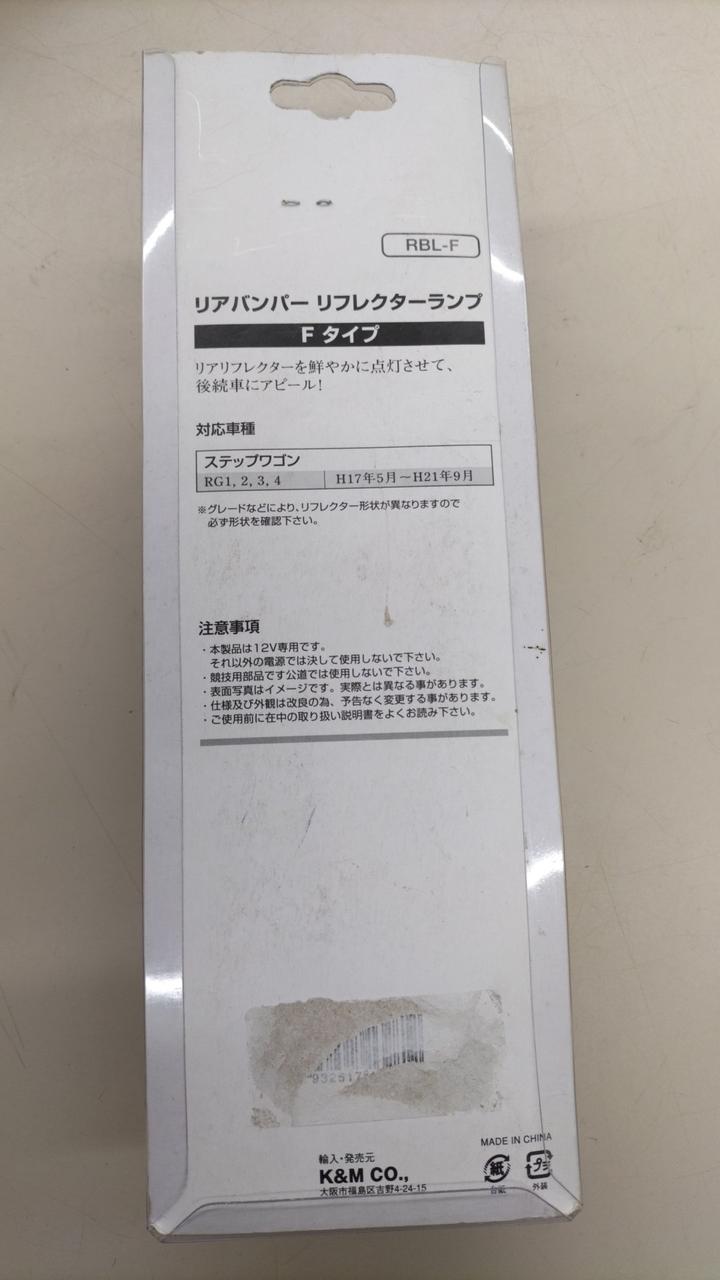 RBL-F
リアバンパー リフレクターランプ
F タイプ
リアリフレクターを鮮やかに点灯させて、
後続車にアピール!
対応車種
ステップワゴン
RG1, 2, 3, 4 H17年5月〜H21年9月
※グレードなどにより、リフレクター形状が異なりますので
必ず形状を確認下さい。
注意事項
・本製品は12V専用です。
それ以外の電源では決して使用しないで下さい。
・競技用部品です公道では使用しないで下さい。
・表面写真はイメージです。実際とは異なる事があります。
・仕様及び外観は改良の為、予告なく変更する事があります。
・ご使用前に在中の取り扱い説明書をよくお読み下さい。
MADE IN CHINA
輸入・発売元
K&M CO.,
大阪市福島区吉野4-24-15
紙
台紙
プラ
外装